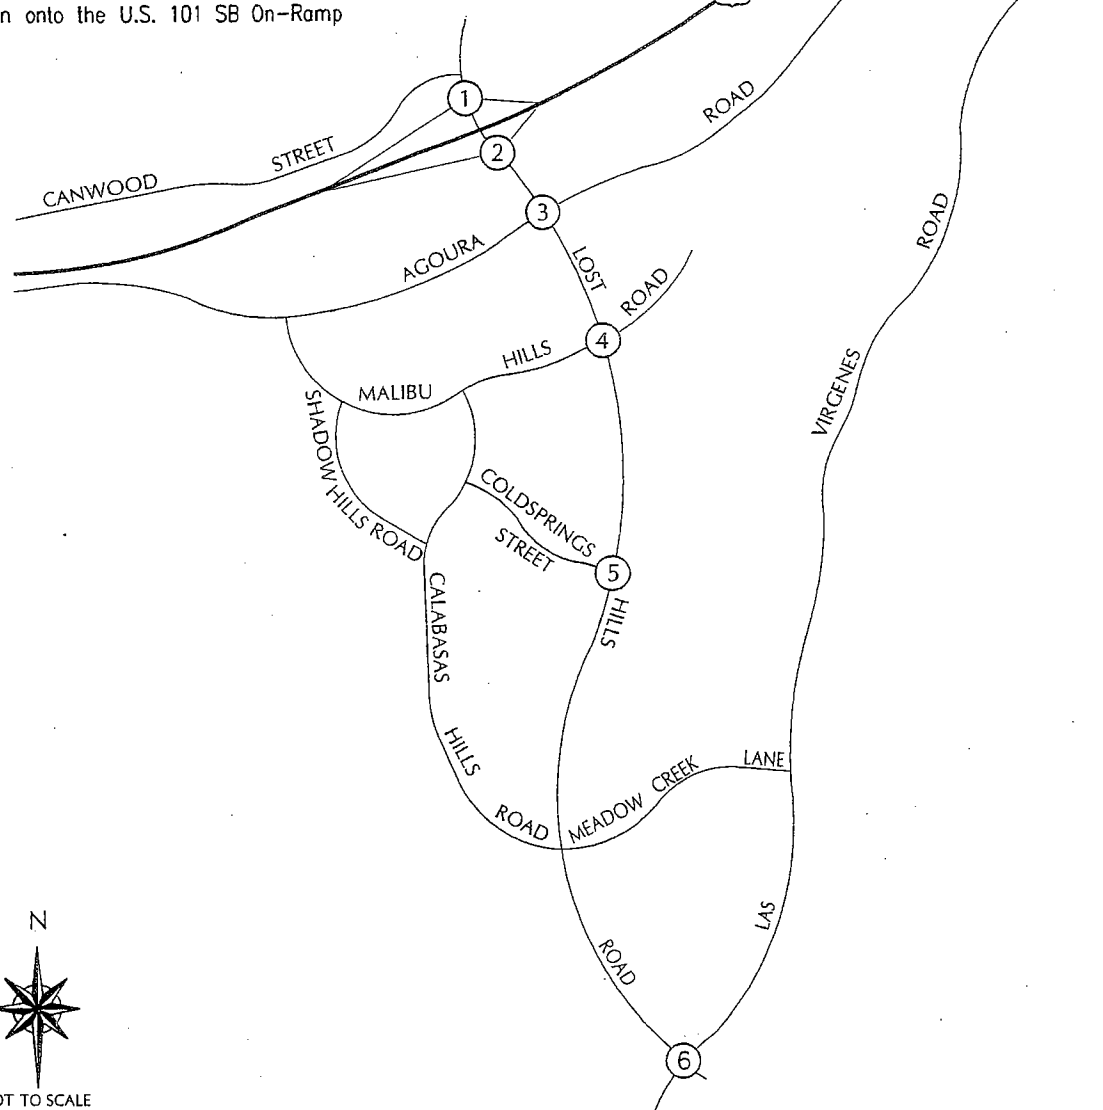 n onto the U.S. 101 SB On-Ramp
1
2
CANWOOD STREET
3
AGOURA ROAD
LOST
4
MALIBU HILLS ROAD
SHADOW HILLS ROAD
COLDSPRINGS
STREET
5
HILLS
CALABASAS HILLS ROAD
MEADOW CREEK LANE
ROAD
LAS VIRGENES ROAD
6
N
OT TO SCALE